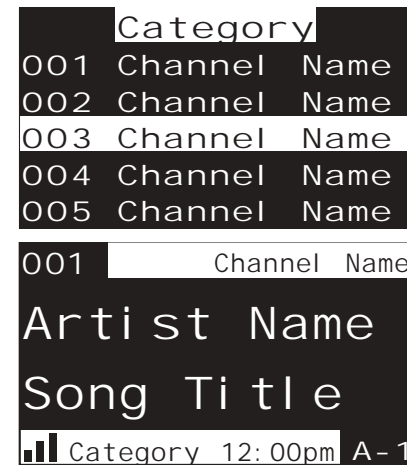 Category
001 Channel Name
002 Channel Name
003 Channel Name
004 Channel Name
005 Channel Name
001 Channel Name
Artist Name
Song Title
Category 12:00pm A-1